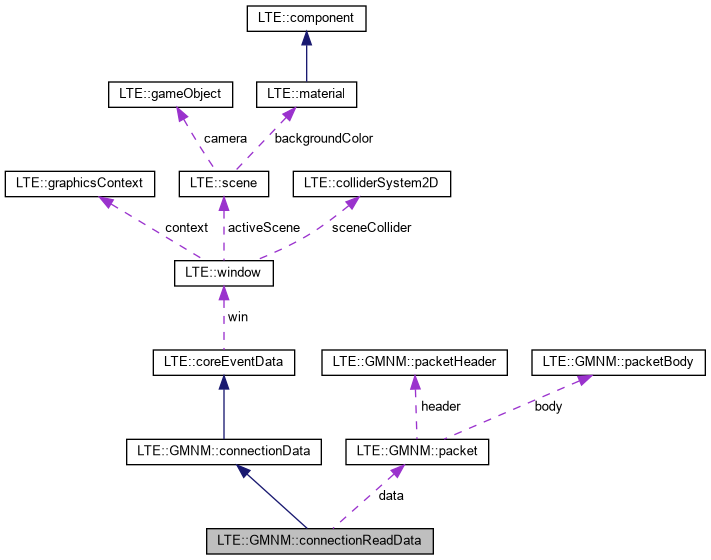 LTE::component
LTE::gameObject
LTE::material
camera
backgroundColor
LTE::graphicsContext
LTE::scene
LTE::colliderSystem2D
context
activeScene
sceneCollider
LTE::window
win
LTE::coreEventData
LTE::GMNM::packetHeader
LTE::GMNM::packetBody
header
body
LTE::GMNM::connectionData
LTE::GMNM::packet
data
LTE::GMNM::connectionReadData